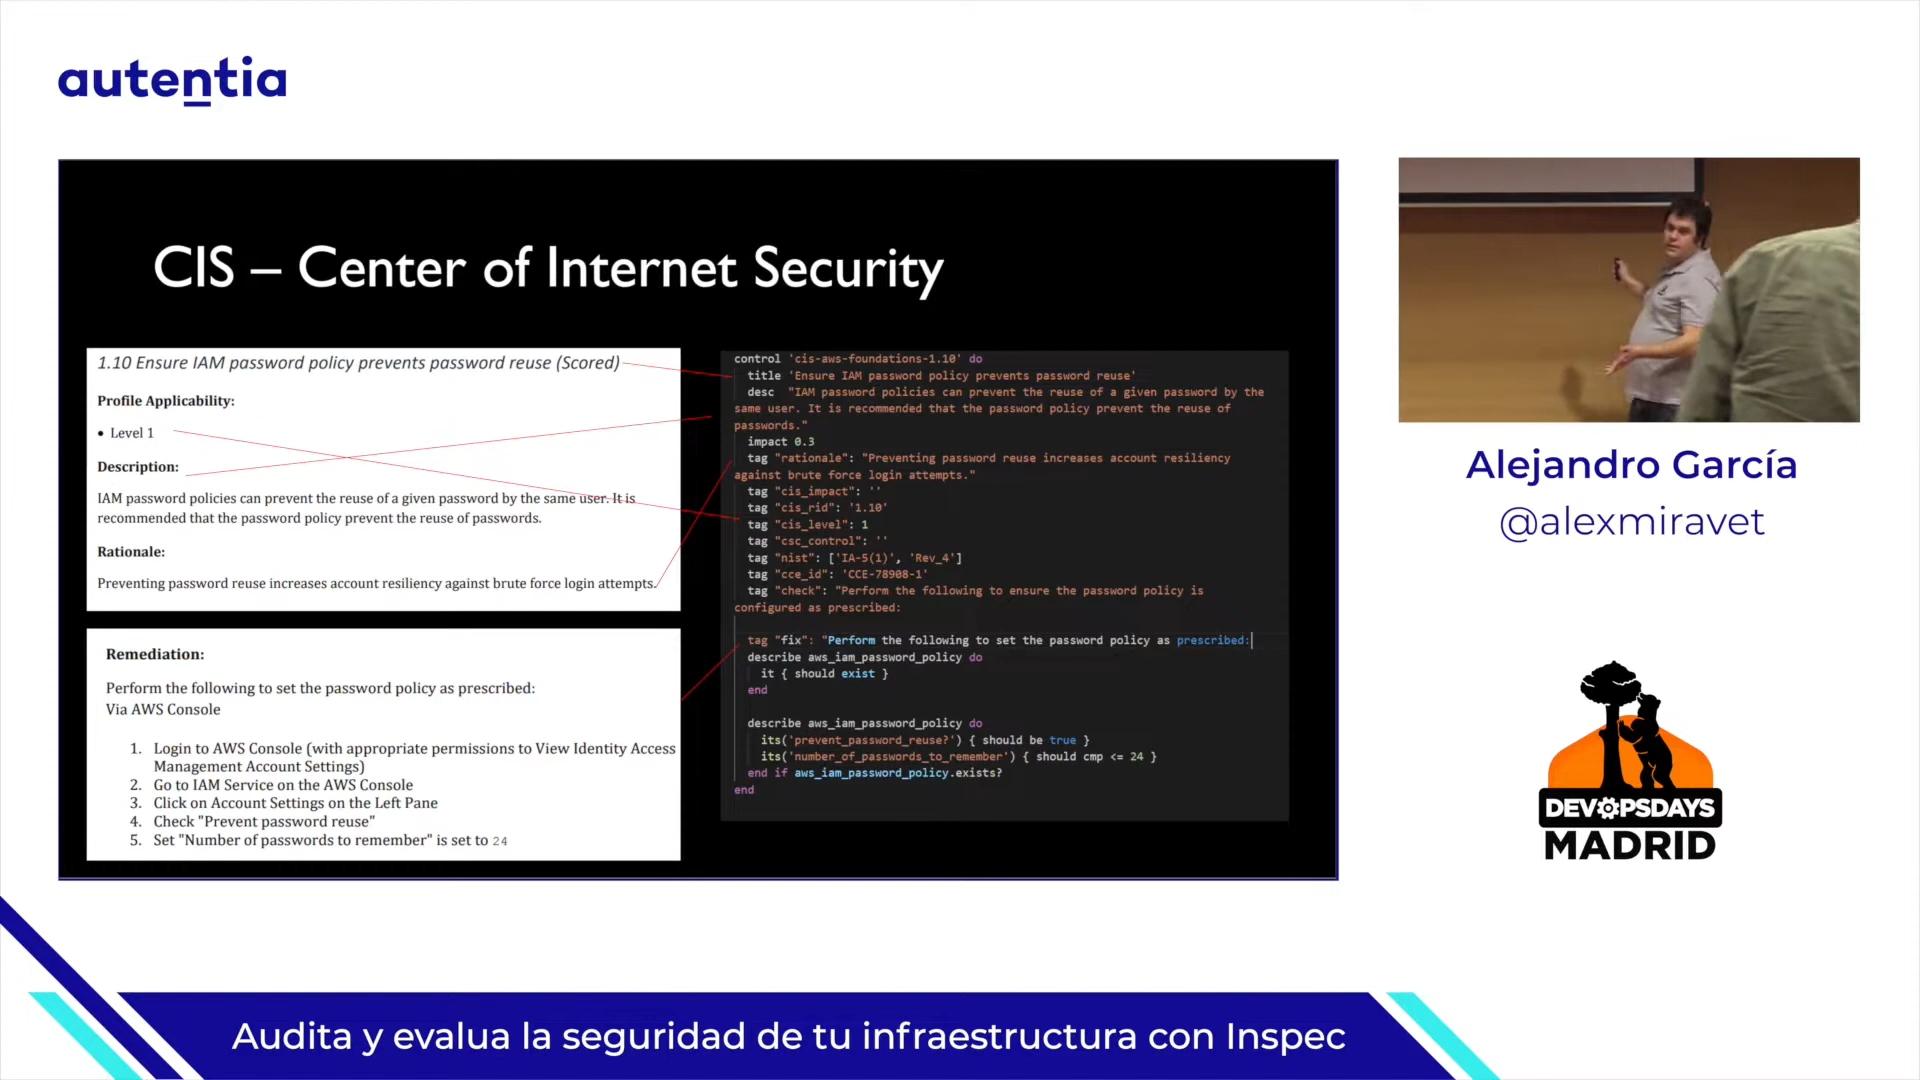 autentia
CIS – Center of Internet Security
1.10 Ensure IAM password policy prevents password reuse (Scored)
Profile Applicability:
• Level 1
Description:
IAM password policies can prevent the reuse of a given password by the same user. It is
recommended that the password policy prevent the reuse of passwords.
Rationale:
Preventing password reuse increases account resiliency against brute force login attempts.
Remediation:
Perform the following to set the password policy as prescribed:
Via AWS Console
1. Login to AWS Console (with appropriate permissions to View Identity Access
Management Account Settings)
2. Go to IAM Service on the AWS Console
3. Click on Account Settings on the Left Pane
4. Check "Prevent password reuse"
5. Set "Number of passwords to remember" is set to 24
control 'cis-aws-foundations-1.10' do
title 'Ensure IAM password policy prevents password reuse'
desc "IAM password policies can prevent the reuse of a given password by the
same user. It is recommended that the password policy prevent the reuse of
passwords."
impact 0.3
tag "rationale": "Preventing password reuse increases account resiliency
against brute force login attempts."
tag "cis_impact": ''
tag "cis_rid": '1.10'
tag "cis_level": 1
tag "csc_control": ''
tag "nist": ['IA-5(1)', 'Rev_4']
tag "cce_id": 'CCE-78908-1'
tag "check": "Perform the following to ensure the password policy is
configured as prescribed:
tag "fix": "Perform the following to set the password policy as prescribed:
describe aws_iam_password_policy do
it { should exist }
end
describe aws_iam_password_policy do
its('prevent_password_reuse?') { should be true }
its('number_of_passwords_to_remember') { should cmp <= 24 }
end if aws_iam_password_policy.exists?
end
Alejandro García
@alexmiravet
DEVOPSDAYS
MADRID
Audita y evalua la seguridad de tu infraestructura con Inspec